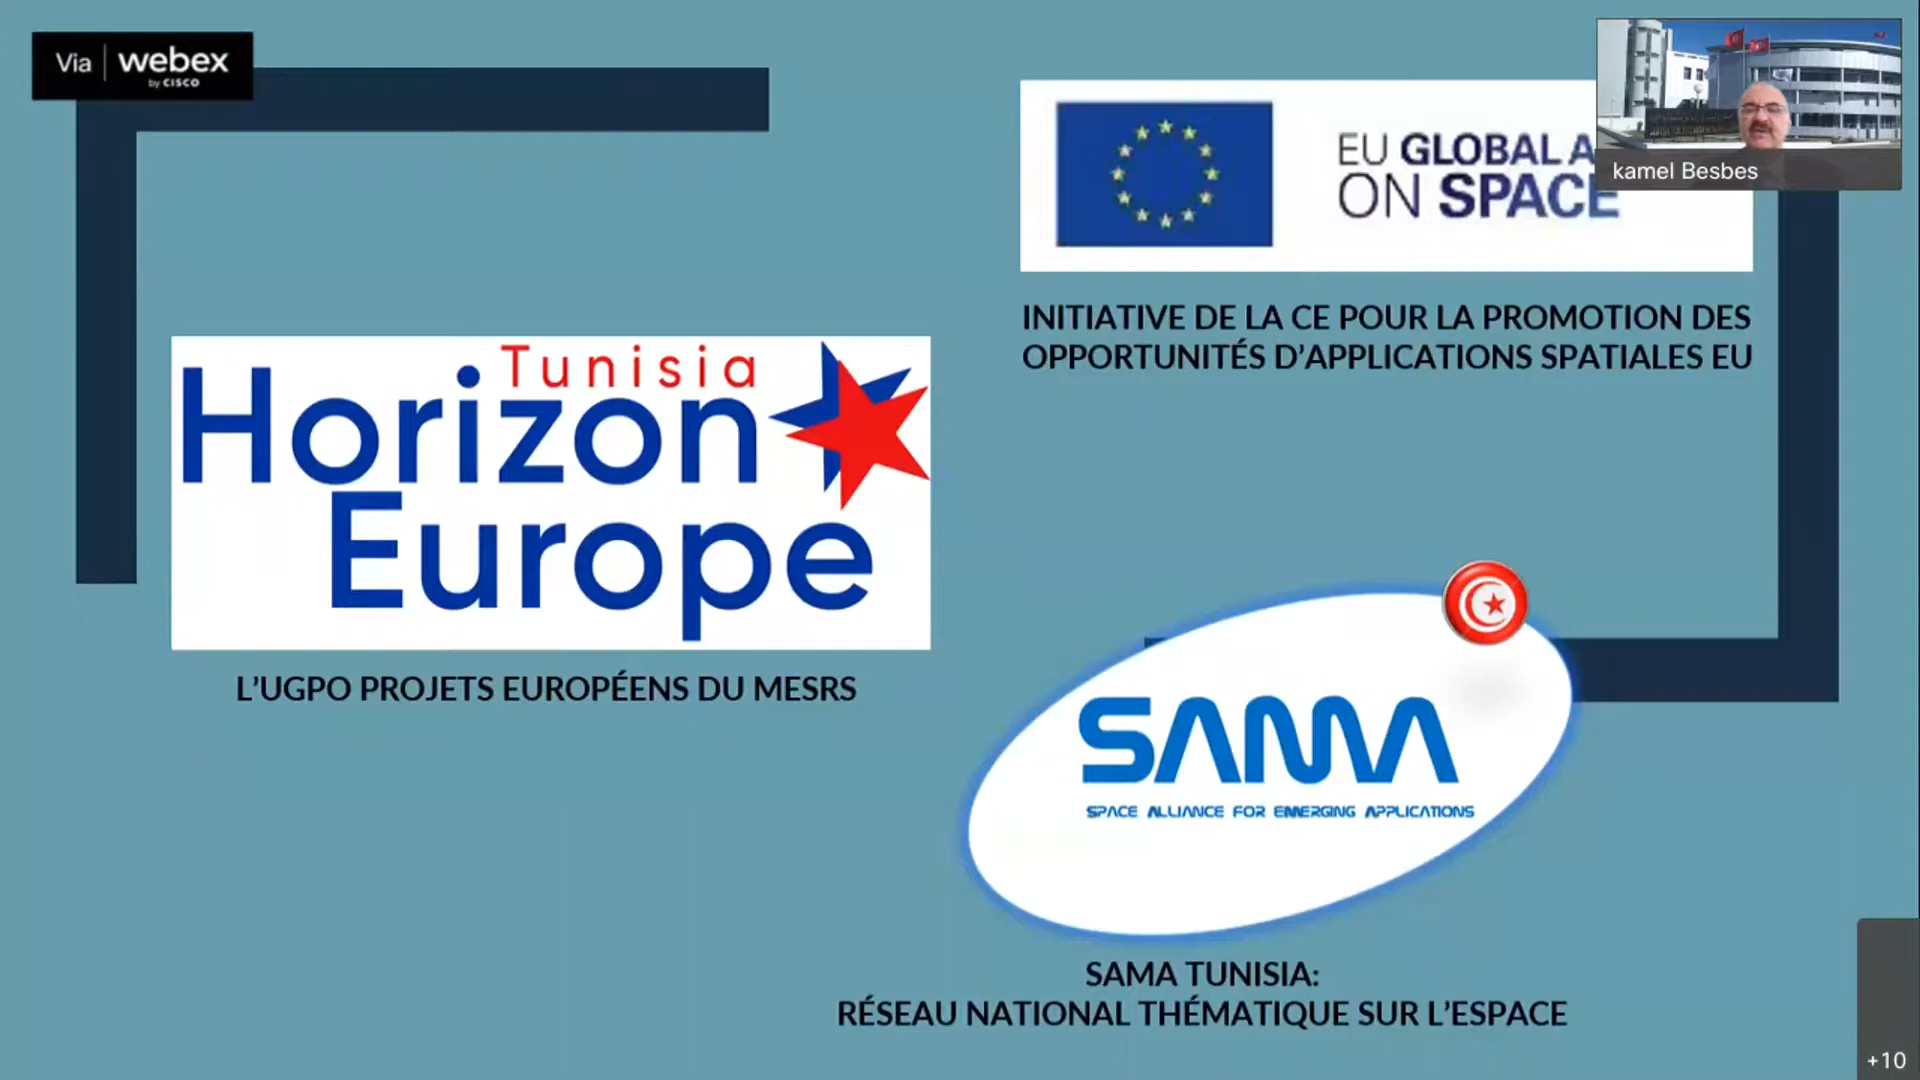 Via webex
by CISCO
EU GLOBAL A
ON SPACE
kamel Besbes
INITIATIVE DE LA CE POUR LA PROMOTION DES
OPPORTUNITÉS D’APPLICATIONS SPATIALES EU
Tunisia
Horizon
Europe
L’UGPO PROJETS EUROPÉENS DU MESRS
SAMA
SPACE ALLIANCE FOR EMERGING APPLICATIONS
SAMA TUNISIA:
RÉSEAU NATIONAL THÉMATIQUE SUR L’ESPACE
+10